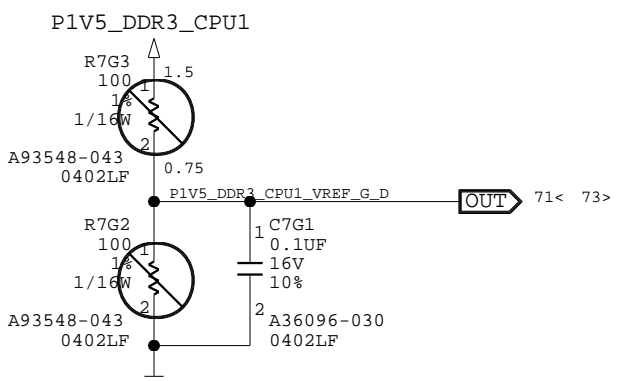 P1V5_DDR3_CPU1
R7G3
100
1
1.5
1%
1/16W
2
A93548-043
0402LF
0.75
P1V5_DDR3_CPU1_VREF_G_D
OUT
71< 73>
R7G2
100
1
1%
1/16W
2
A93548-043
0402LF
1
C7G1
0.1UF
16V
10%
2
A36096-030
0402LF